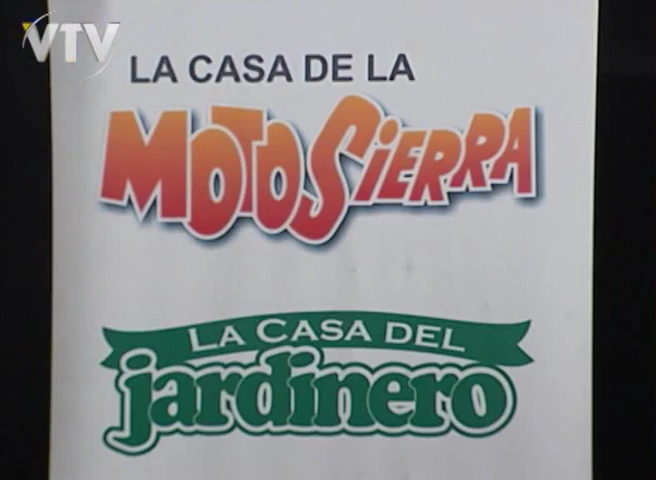 VTV
LA CASA DE LA
MOTOSiERRA
LA CASA DEL
jardinero